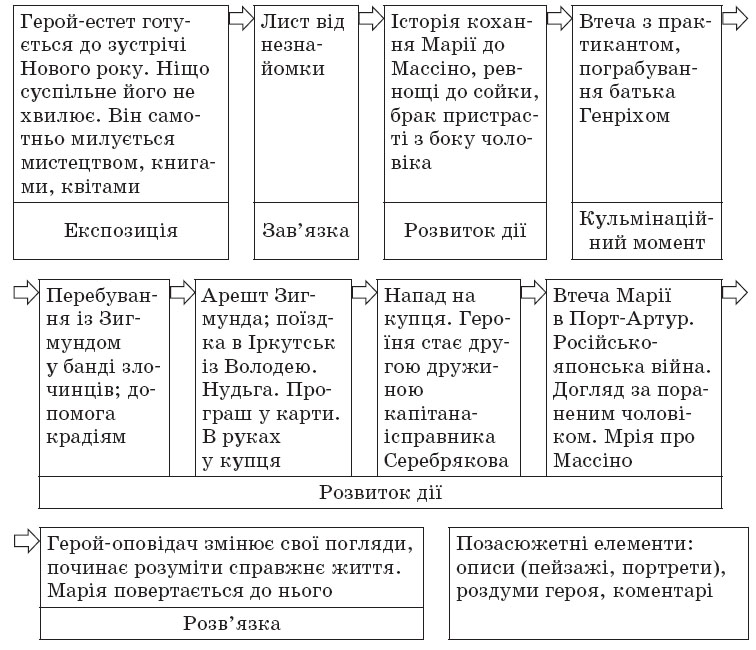 Герой-естет готу-
ється до зустрічі
Нового року. Ніщо
суспільне його не
хвилює. Він само-
тньо милується
мистецтвом, книга-
ми, квітами
Експозиція
Лист від
незна-
йомки
Зав’язка
Історія кохан-
ня Марії до
Массіно, рев-
нощі до сойки,
брак пристрас-
ті з боку чоло-
віка
Розвиток дії
Втеча з прак-
тикантом,
пограбуван-
ня батька
Генріхом
Кульмінацій-
ний момент
Перебуван-
ня із Зиг-
мундом
у банді зло-
чинців; до-
помога
крадіям
Арешт Зиг-
мунда; поїзд-
ка в Іркутськ
із Володею.
Нудьга. Про-
граш у карти.
В руках
у купця
Напад на
купця. Геро-
їня стає дру-
гою дружи-
ною
капітана-
ісправника
Серебрякова
Втеча Марії
в Порт-Артур.
Російсько-
японська війна.
Догляд за пора-
неним чолові-
ком. Мрія про
Массіно
Розвиток дії
Герой-оповідач змінює свої погляди,
починає розуміти справжнє життя.
Марія повертається до нього
Розв’язка
Позасюжетні елементи:
описи (пейзажі, портрети),
роздуми героя, коментарі